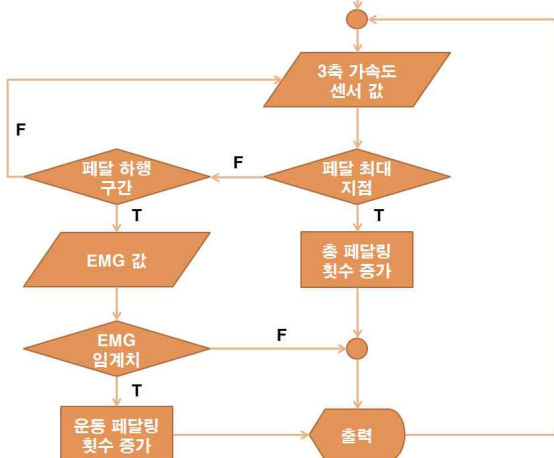 3축 가속도
센서 값
F
페달 하행
구간
F
페달 최대
지점
T
T
EMG 값
총 페달링
횟수 증가
EMG
임계치
F
T
운동 페달링
횟수 증가
출력